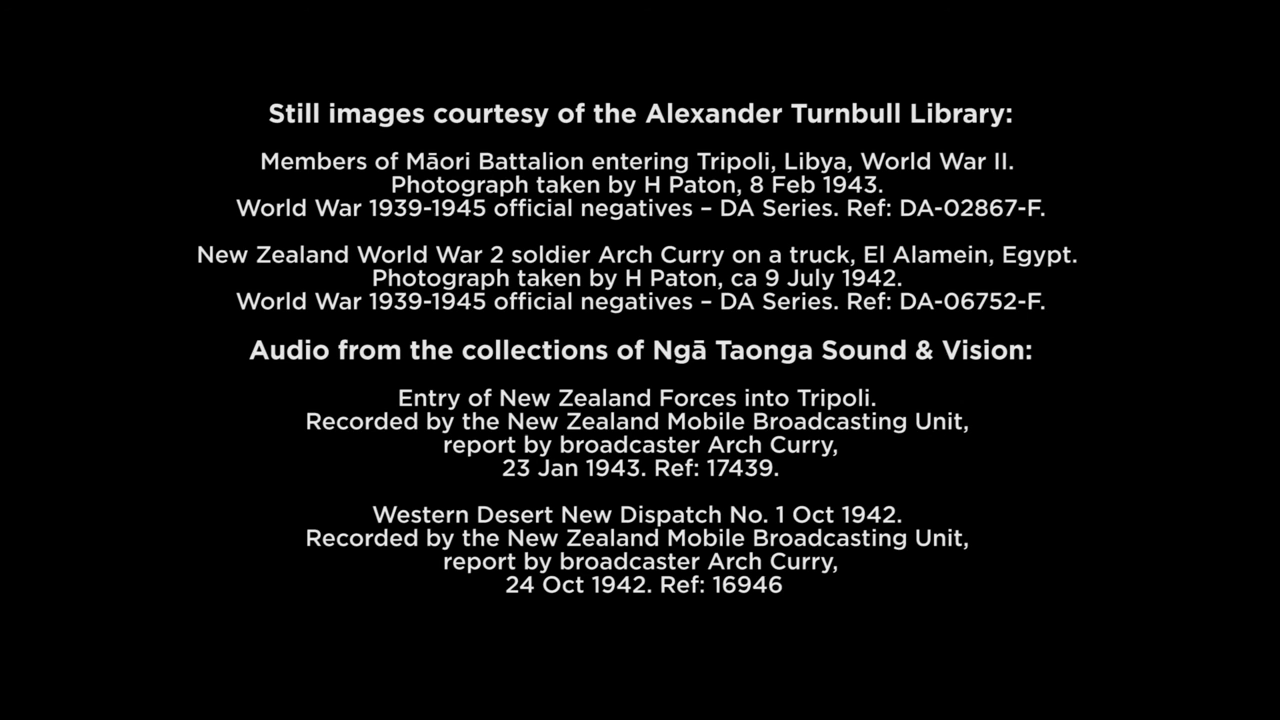 Still images courtesy of the Alexander Turnbull Library:
Members of Māori Battalion entering Tripoli, Libya, World War II.
Photograph taken by H Paton, 8 Feb 1943.
World War 1939-1945 official negatives – DA Series. Ref: DA-02867-F.
New Zealand World War 2 soldier Arch Curry on a truck, El Alamein, Egypt.
Photograph taken by H Paton, ca 9 July 1942.
World War 1939-1945 official negatives – DA Series. Ref: DA-06752-F.
Audio from the collections of Ngā Taonga Sound & Vision:
Entry of New Zealand Forces into Tripoli.
Recorded by the New Zealand Mobile Broadcasting Unit,
report by broadcaster Arch Curry,
23 Jan 1943. Ref: 17439.
Western Desert New Dispatch No. 1 Oct 1942.
Recorded by the New Zealand Mobile Broadcasting Unit,
report by broadcaster Arch Curry,
24 Oct 1942. Ref: 16946